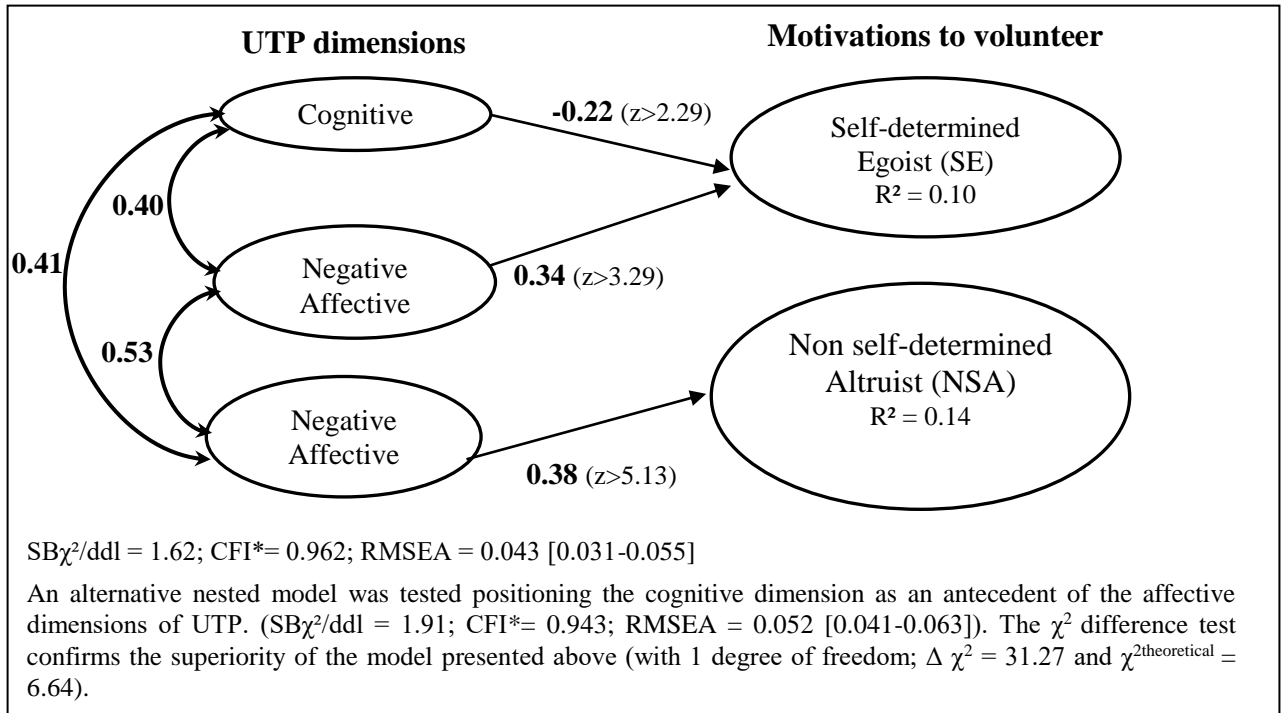 UTP dimensions
Motivations to volunteer
Cognitive
-0.22 (z>2.29)
Self-determined
Egoist (SE)
R² = 0.10
0.40
0.41
Negative
Affective
0.34 (z>3.29)
0.53
Non self-determined
Altruist (NSA)
R² = 0.14
Negative
Affective
0.38 (z>5.13)
SBχ²/ddl = 1.62; CFI*= 0.962; RMSEA = 0.043 [0.031-0.055]
An alternative nested model was tested positioning the cognitive dimension as an antecedent of the affective
dimensions of UTP. (SBχ²/ddl = 1.91; CFI*= 0.943; RMSEA = 0.052 [0.041-0.063]). The χ² difference test
confirms the superiority of the model presented above (with 1 degree of freedom; Δ χ² = 31.27 and χ²theoretical =
6.64).